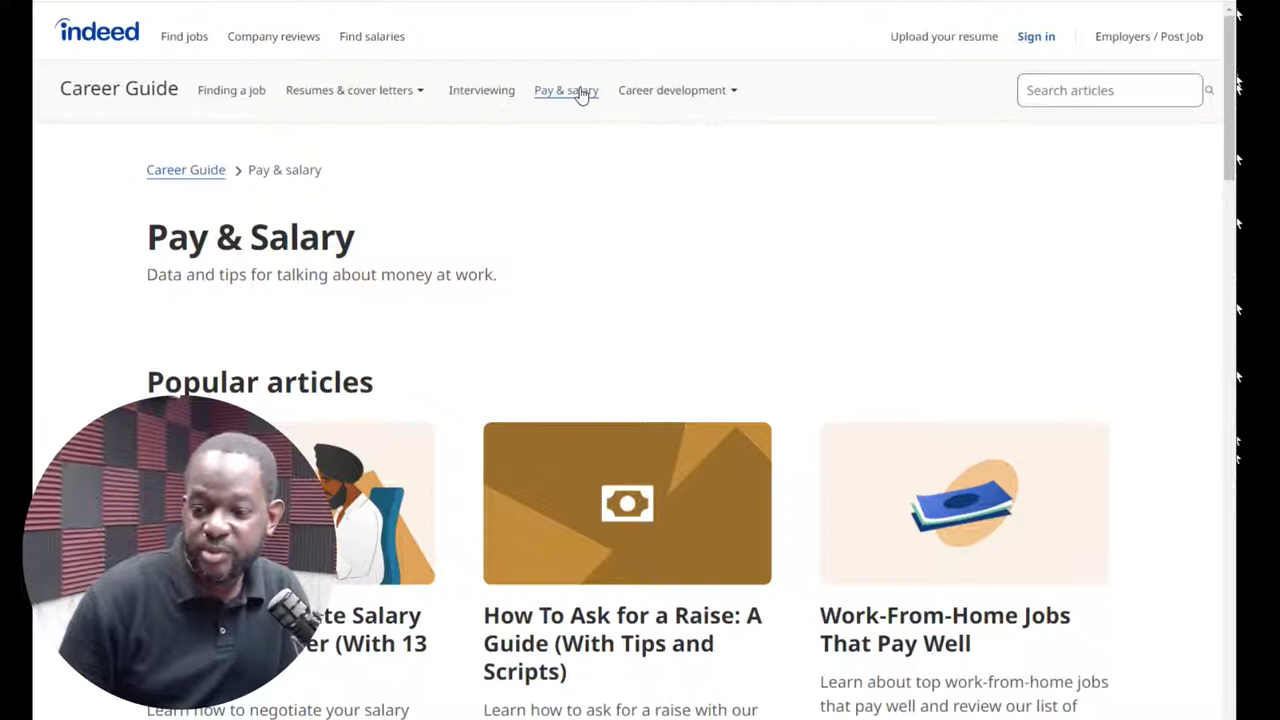 indeed Find jobs Company reviews Find salaries Upload your resume Sign in Employers / Post Job
Career Guide Finding a job Resumes & cover letters Interviewing Pay & salary Career development Search articles
Career Guide > Pay & salary
Pay & Salary
Data and tips for talking about money at work.
Popular articles
Salary
(With 13
Learn how to negotiate your salary
How To Ask for a Raise: A
Guide (With Tips and
Scripts)
Learn how to ask for a raise with our
Work-From-Home Jobs
That Pay Well
Learn about top work-from-home jobs
that pay well and review our list of